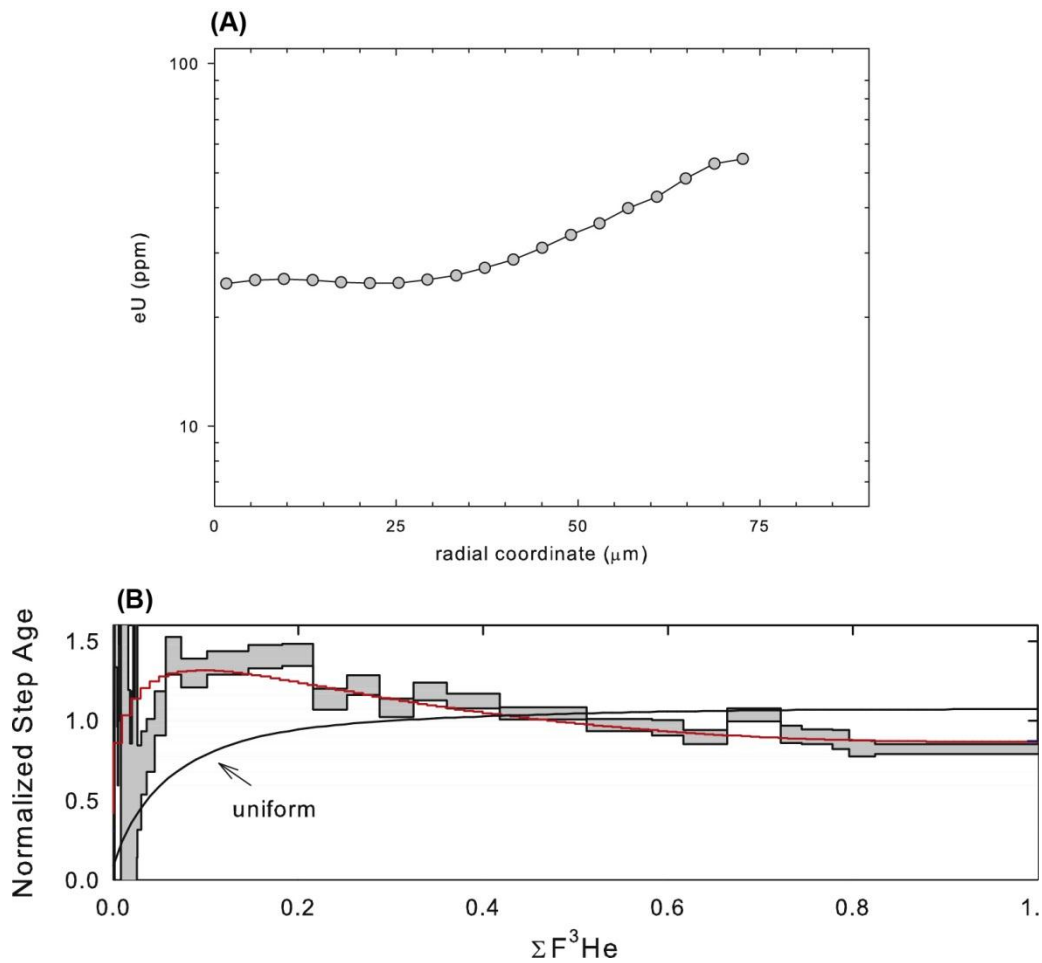 (A)
100
10
eU (ppm)
0 25 50 75
radial coordinate (μm)
(B)
1.5
1.0
0.5
0.0
Normalized Step Age
uniform
0.0 0.2 0.4 0.6 0.8 1.
ΣF³He